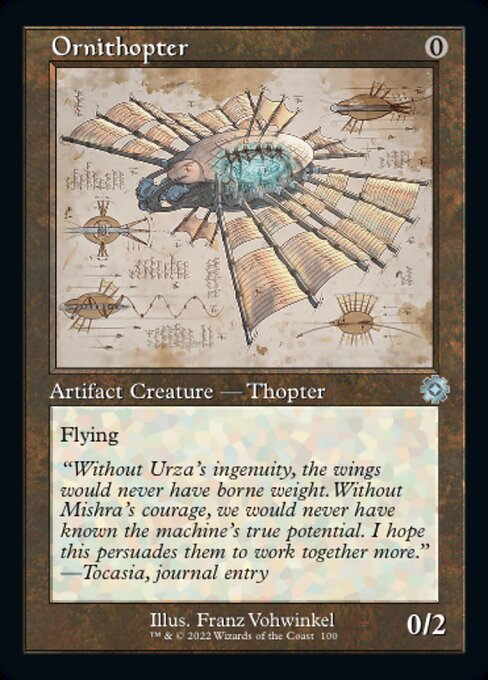 Ornithopter 0
Artifact Creature — Thopter
Flying
“Without Urza’s ingenuity, the wings
would never have borne weight. Without
Mishra’s courage, we would never have
known the machine’s true potential. I hope
this persuades them to work together more.”
—Tocasia, journal entry
Illus. Franz Vohwinkel
™ & © 2022 Wizards of the Coast 100
0/2